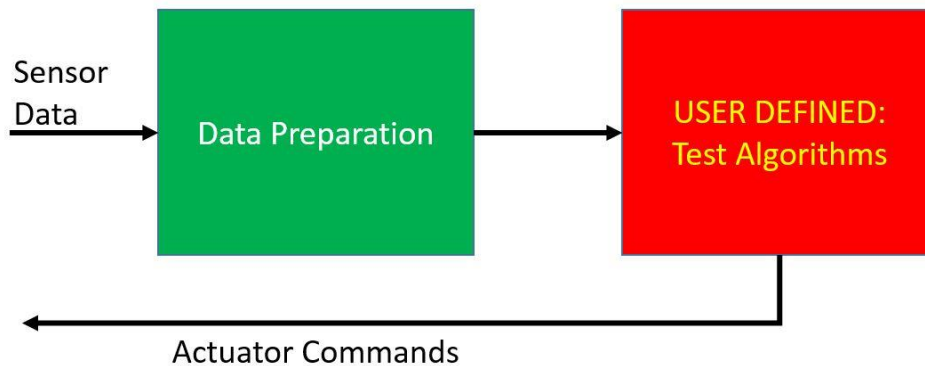 Sensor
Data
Data Preparation
USER DEFINED:
Test Algorithms
Actuator Commands